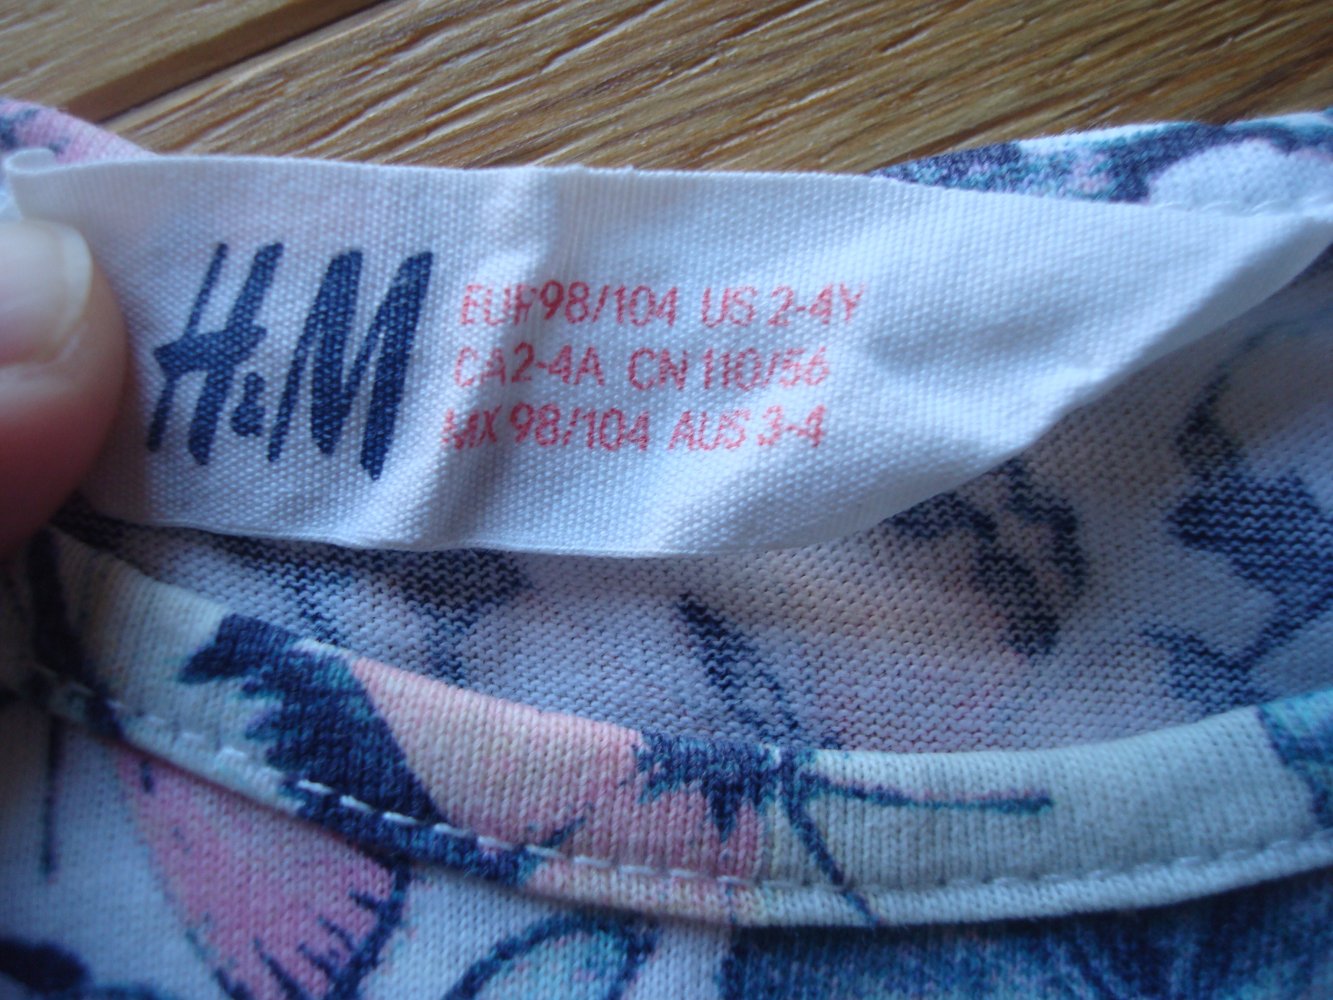 H&M
EUR 98/104 US 2-4Y
CA 2-4A CN 110/56
MX 98/104 AUS 3-4